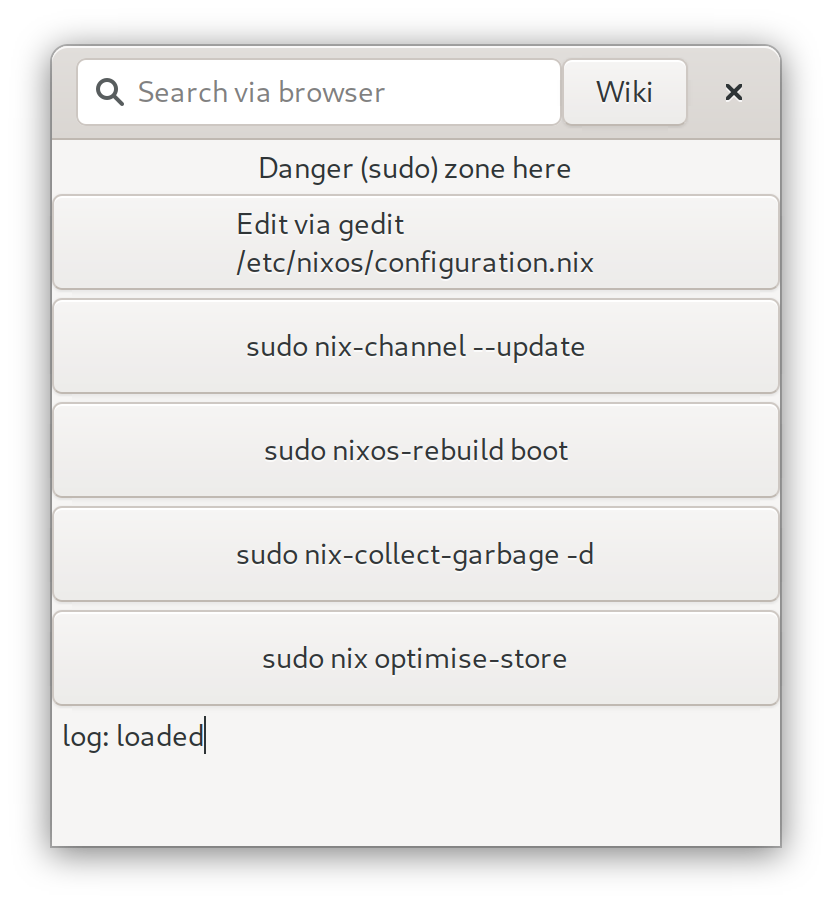 Search via browser
Wiki
Danger (sudo) zone here
Edit via gedit
/etc/nixos/configuration.nix
sudo nix-channel --update
sudo nixos-rebuild boot
sudo nix-collect-garbage -d
sudo nix optimise-store
log: loaded